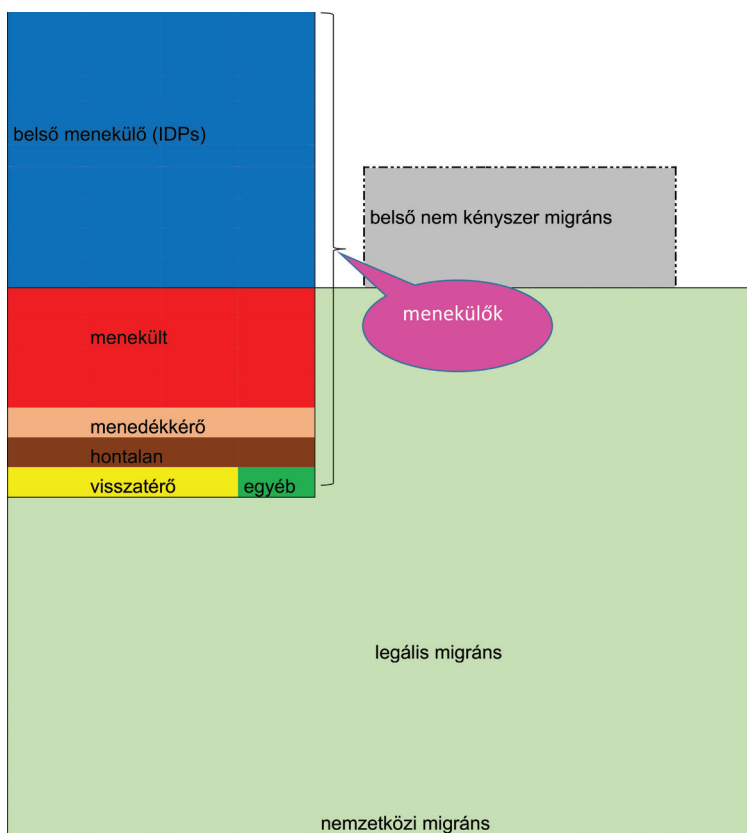 belső menekülő (IDPs)
belső nem kényszer migráns
menekülők
menekült
menedékkérő
hontalan
visszatérő
egyéb
legális migráns
nemzetközi migráns